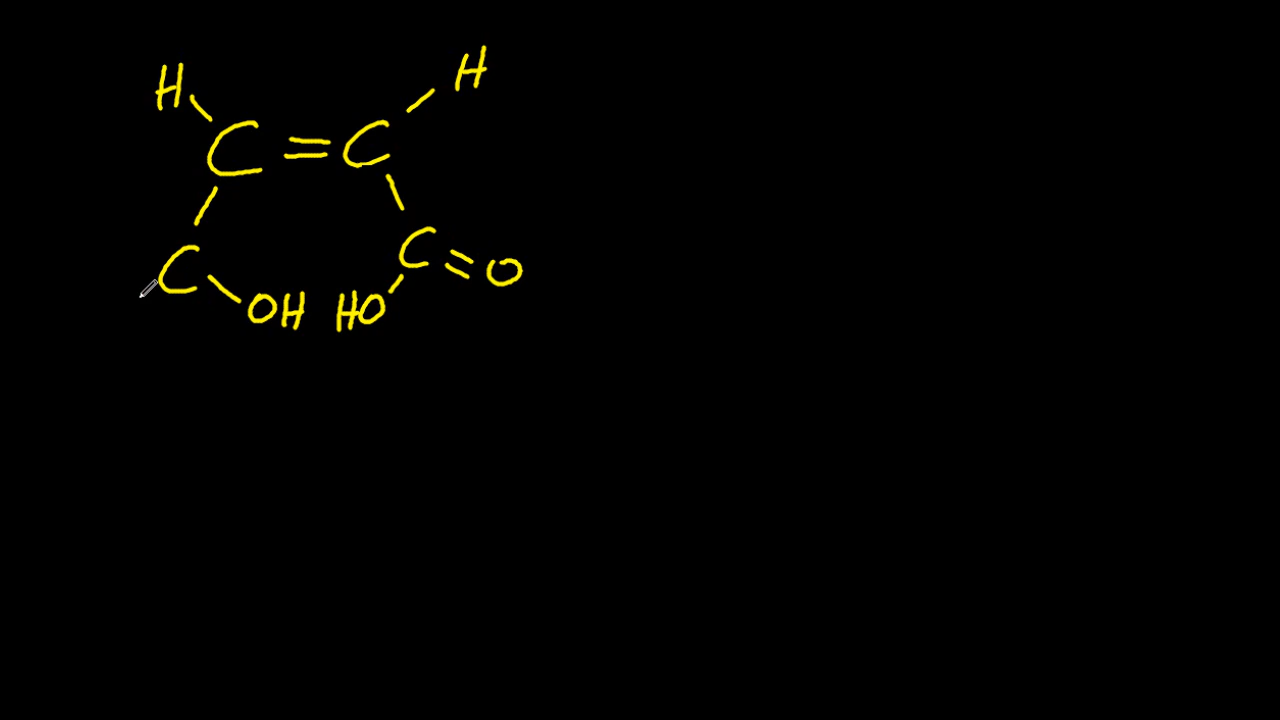 H H
C = C
C C = O
OH HO